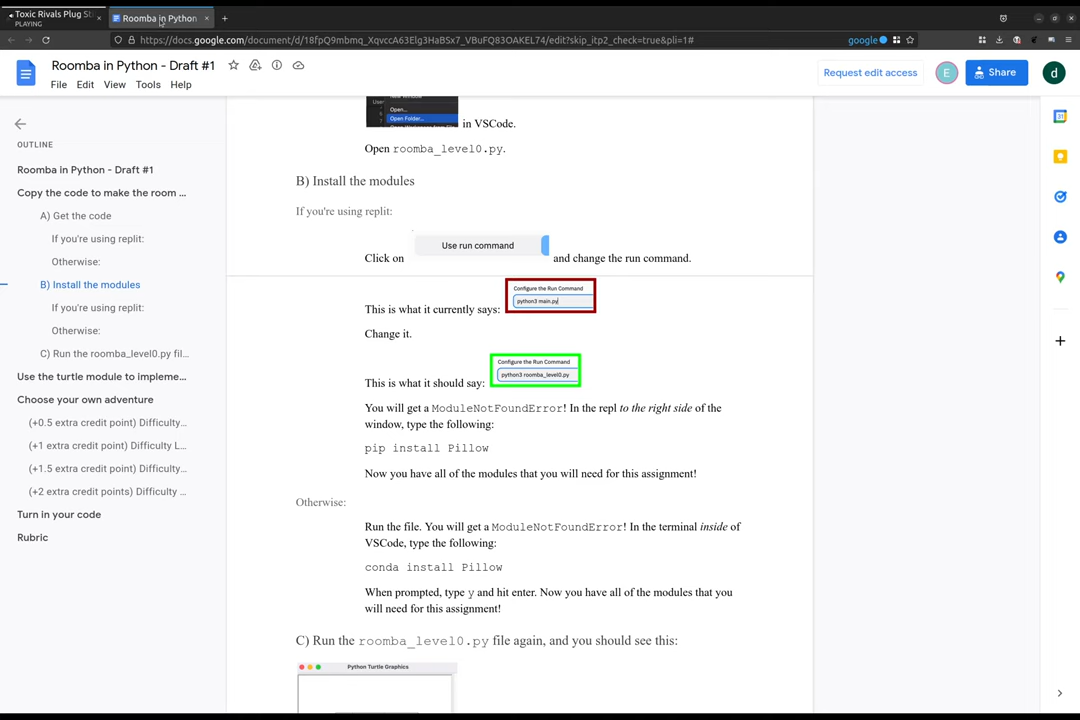 Toxic Rivals Plug St
PLAYING
Roomba in Python
https://docs.google.com/document/d/18fpQ9mbmq_XqvccA63Elg3HaBSx7_VBuFQ83OAKEL74/edit?skip_itp2_check=true&pli=1#
google
Roomba in Python - Draft #1
File Edit View Tools Help
Request edit access
E
Share
d
OUTLINE
Roomba in Python - Draft #1
Copy the code to make the room ...
A) Get the code
If you're using replit:
Otherwise:
B) Install the modules
If you're using replit:
Otherwise:
C) Run the roomba_level0.py fil...
Use the turtle module to impleme...
Choose your own adventure
(+0.5 extra credit point) Difficulty...
(+1 extra credit point) Difficulty L...
(+1.5 extra credit point) Difficulty...
(+2 extra credit points) Difficulty ...
Turn in your code
Rubric
Open...
Open Folder...
in VSCode.
Open roomba_level0.py.
B) Install the modules
If you're using replit:
Click on Use run command and change the run command.
Configure the Run Command
python3 main.py
This is what it currently says:
Change it.
Configure the Run Command
python3 roomba_level0.py
This is what it should say:
You will get a ModuleNotFoundError! In the repl to the right side of the
window, type the following:
pip install Pillow
Now you have all of the modules that you will need for this assignment!
Otherwise:
Run the file. You will get a ModuleNotFoundError! In the terminal inside of
VSCode, type the following:
conda install Pillow
When prompted, type y and hit enter. Now you have all of the modules that you
will need for this assignment!
C) Run the roomba_level0.py file again, and you should see this:
Python Turtle Graphics
31